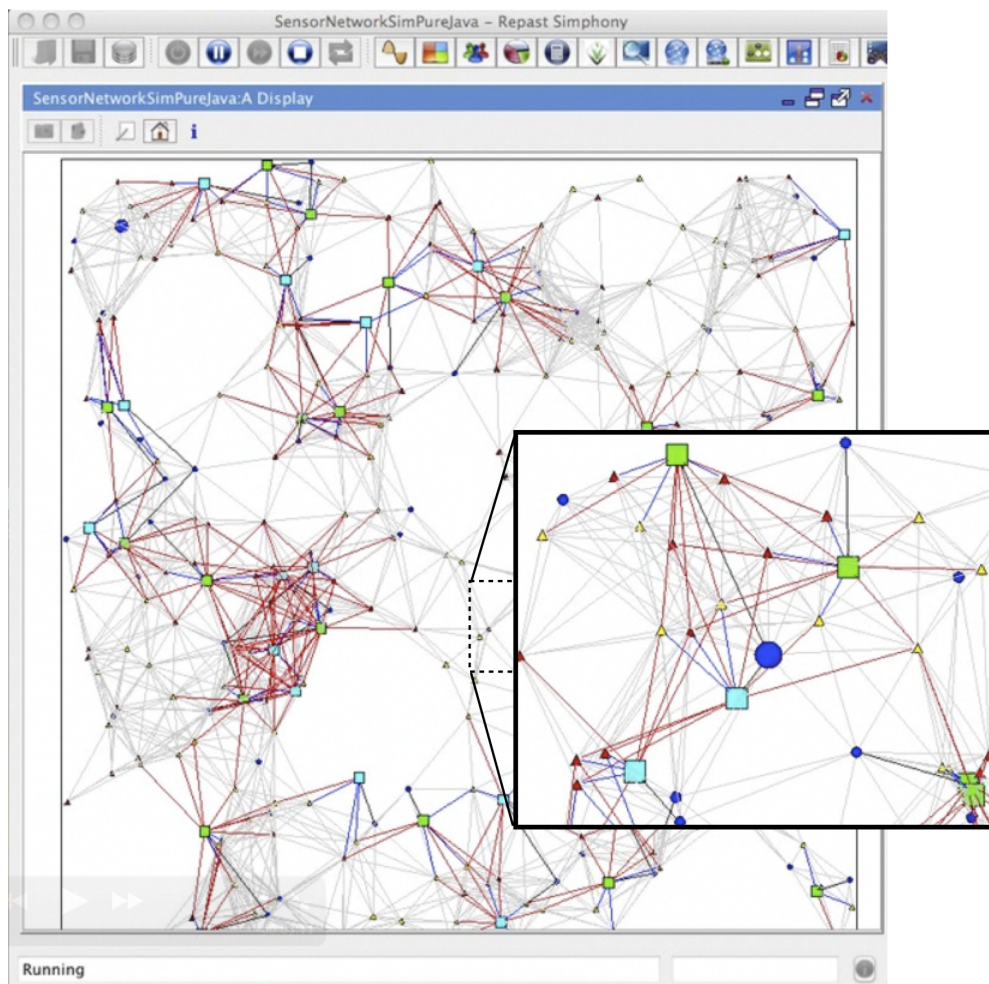 SensorNetworkSimPureJava – Repast Simphony
SensorNetworkSimPureJava:A Display
i
Running